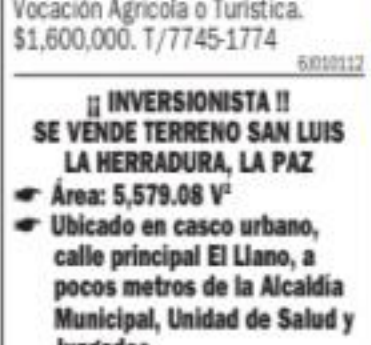 Vocación Agrícola o Turística.
$1,600,000. T/7745-1774
6J010112
¡¡ INVERSIONISTA !!
SE VENDE TERRENO SAN LUIS
LA HERRADURA, LA PAZ
☛ Área: 5,579.08 V²
☛ Ubicado en casco urbano,
calle principal El Llano, a
pocos metros de la Alcaldía
Municipal, Unidad de Salud y
Juzgados